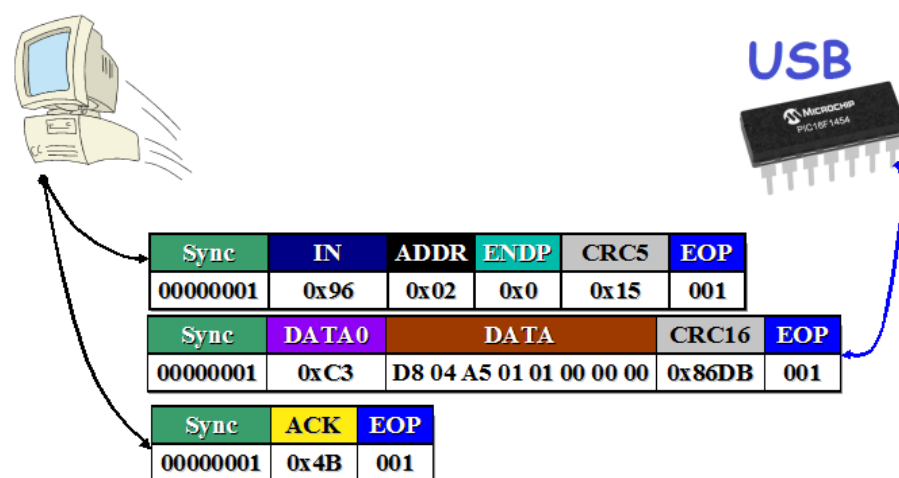 USB
MICROCHIP
PIC16F1454
Sync IN ADDR ENDP CRC5 EOP
00000001 0x96 0x02 0x0 0x15 001
Sync DATA0 DATA CRC16 EOP
00000001 0xC3 D8 04 A5 01 01 00 00 00 0x86DB 001
Sync ACK EOP
00000001 0x4B 001